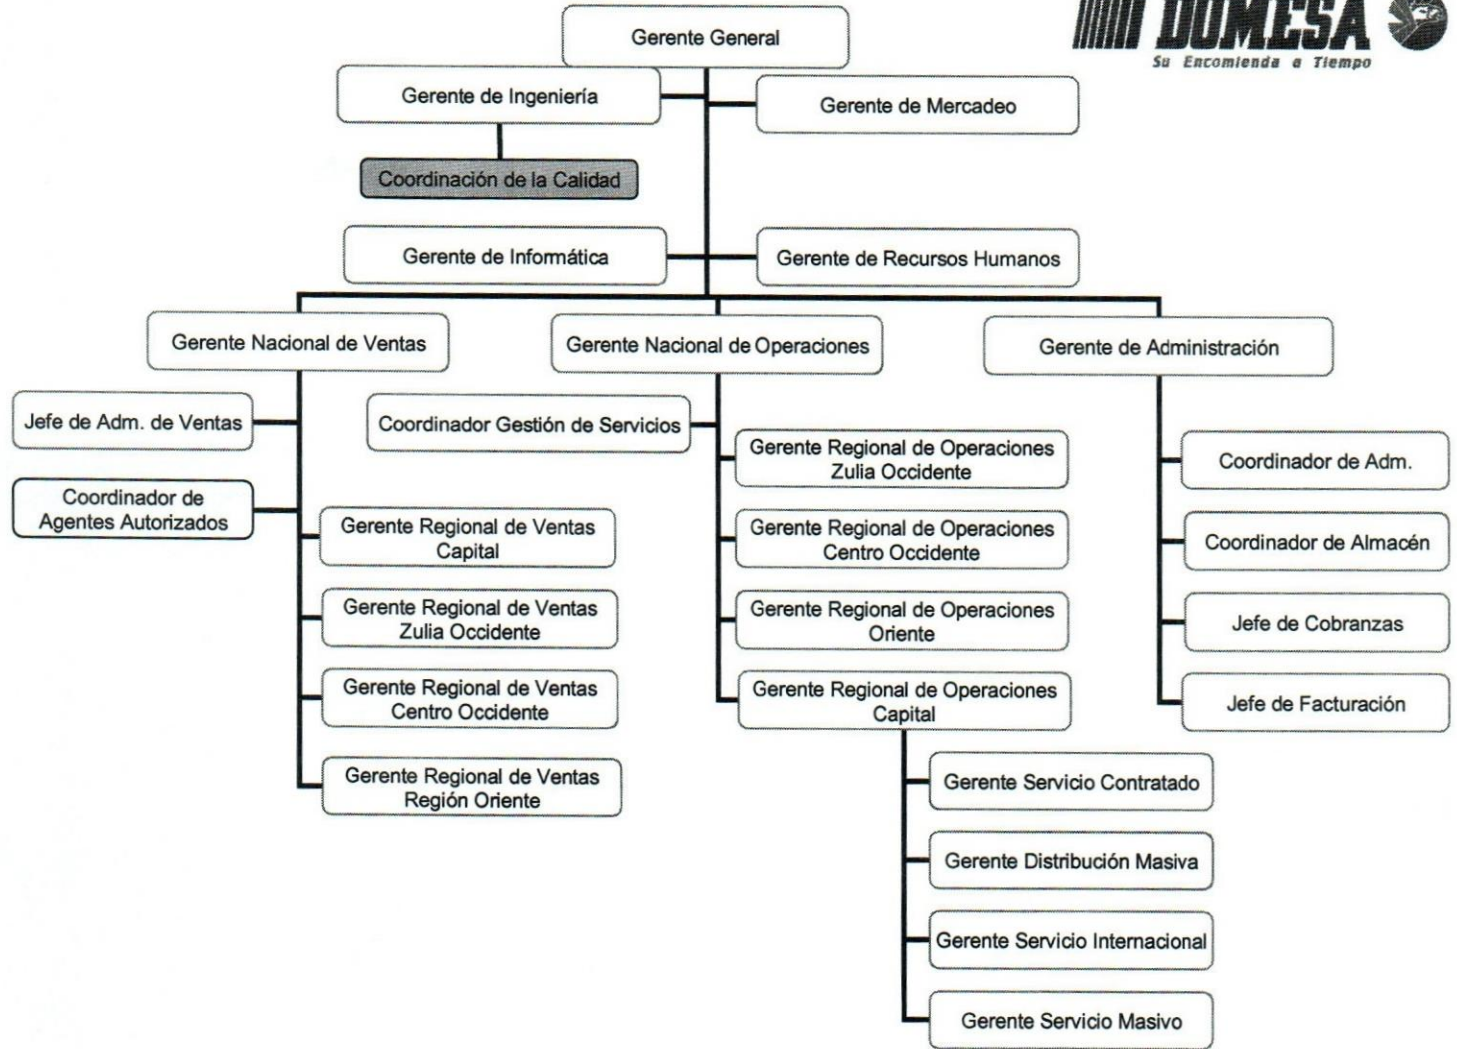 DOMESA
Su Encomienda a Tiempo
Gerente General
Gerente de Ingeniería
Gerente de Mercadeo
Coordinación de la Calidad
Gerente de Informática
Gerente de Recursos Humanos
Gerente Nacional de Ventas
Gerente Nacional de Operaciones
Gerente de Administración
Jefe de Adm. de Ventas
Coordinador de
Agentes Autorizados
Gerente Regional de Ventas
Capital
Gerente Regional de Ventas
Zulia Occidente
Gerente Regional de Ventas
Centro Occidente
Gerente Regional de Ventas
Región Oriente
Coordinador Gestión de Servicios
Gerente Regional de Operaciones
Zulia Occidente
Gerente Regional de Operaciones
Centro Occidente
Gerente Regional de Operaciones
Oriente
Gerente Regional de Operaciones
Capital
Gerente Servicio Contratado
Gerente Distribución Masiva
Gerente Servicio Internacional
Gerente Servicio Masivo
Coordinador de Adm.
Coordinador de Almacén
Jefe de Cobranzas
Jefe de Facturación